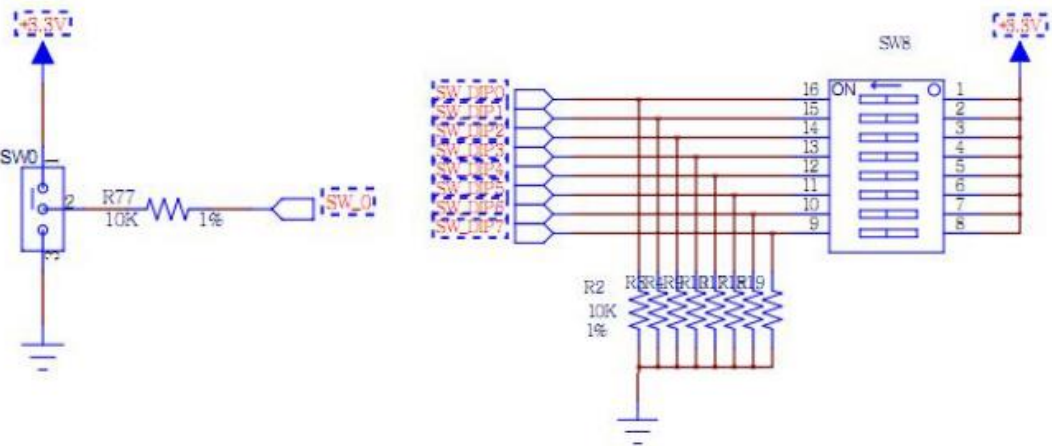 +3.3V
SW0
1
2
3
R77
10K
1%
SW_0
+3.3V
SW8
SW_DIP0
SW_DIP1
SW_DIP2
SW_DIP3
SW_DIP4
SW_DIP5
SW_DIP6
SW_DIP7
16 ON 1
15 2
14 3
13 4
12 5
11 6
10 7
9 8
R2
10K
1%